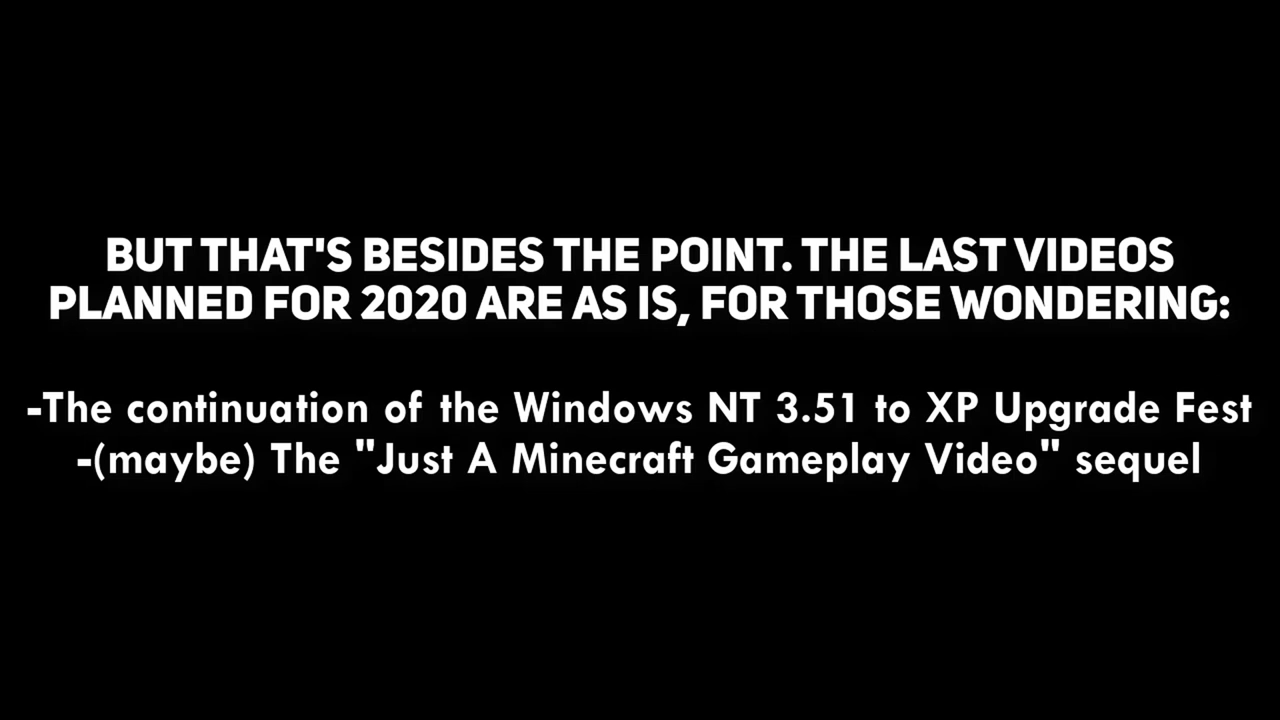 BUT THAT'S BESIDES THE POINT. THE LAST VIDEOS
PLANNED FOR 2020 ARE AS IS, FOR THOSE WONDERING:
-The continuation of the Windows NT 3.51 to XP Upgrade Fest
-(maybe) The "Just A Minecraft Gameplay Video" sequel